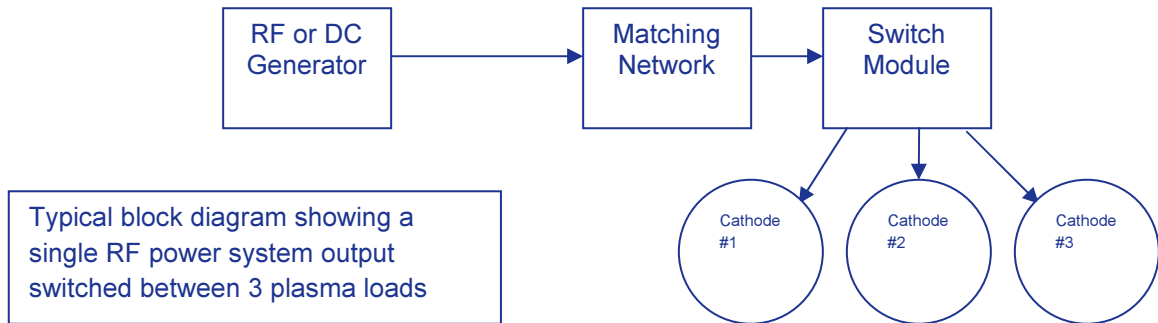 RF or DC
Generator
Matching
Network
Switch
Module
Cathode
#1
Cathode
#2
Cathode
#3
Typical block diagram showing a
single RF power system output
switched between 3 plasma loads